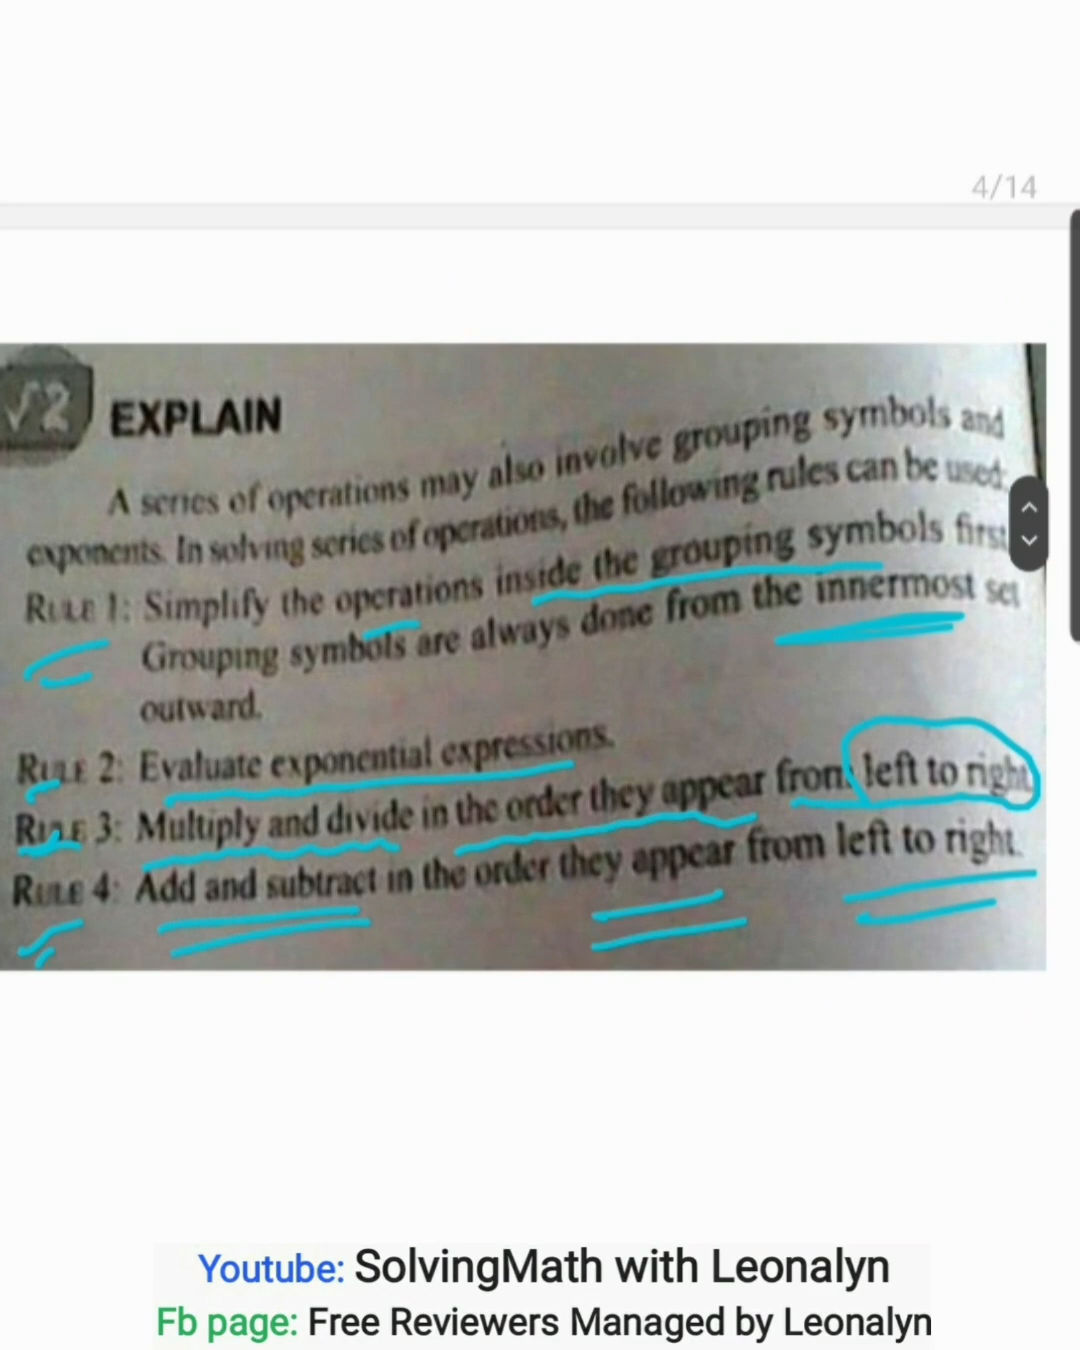 4/14
√2
EXPLAIN
A series of operations may also involve grouping symbols and
exponents. In solving series of operations, the following rules can be used:
RULE 1: Simplify the operations inside the grouping symbols first
Grouping symbols are always done from the innermost set
outward.
RULE 2: Evaluate exponential expressions.
RULE 3: Multiply and divide in the order they appear from left to right
RULE 4: Add and subtract in the order they appear from left to right.
Youtube: SolvingMath with Leonalyn
Fb page: Free Reviewers Managed by Leonalyn